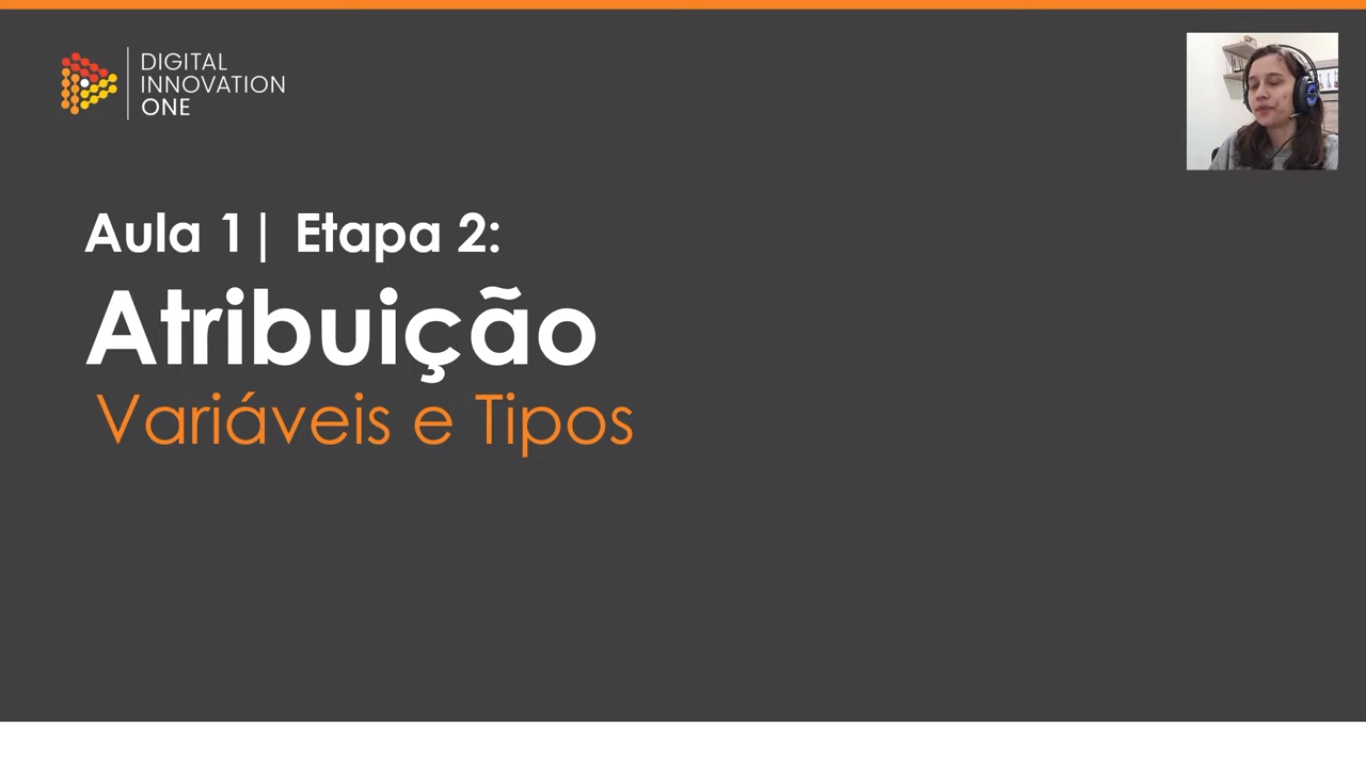 DIGITAL
INNOVATION
ONE
Aula 1| Etapa 2:
Atribuição
Variáveis e Tipos